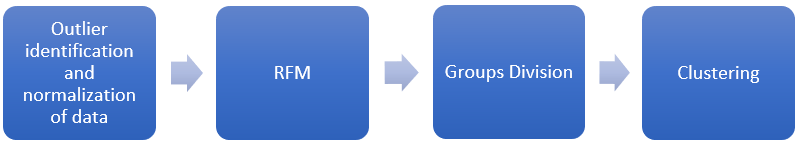 Outlier
identification
and
normalization
of data
RFM
Groups Division
Clustering